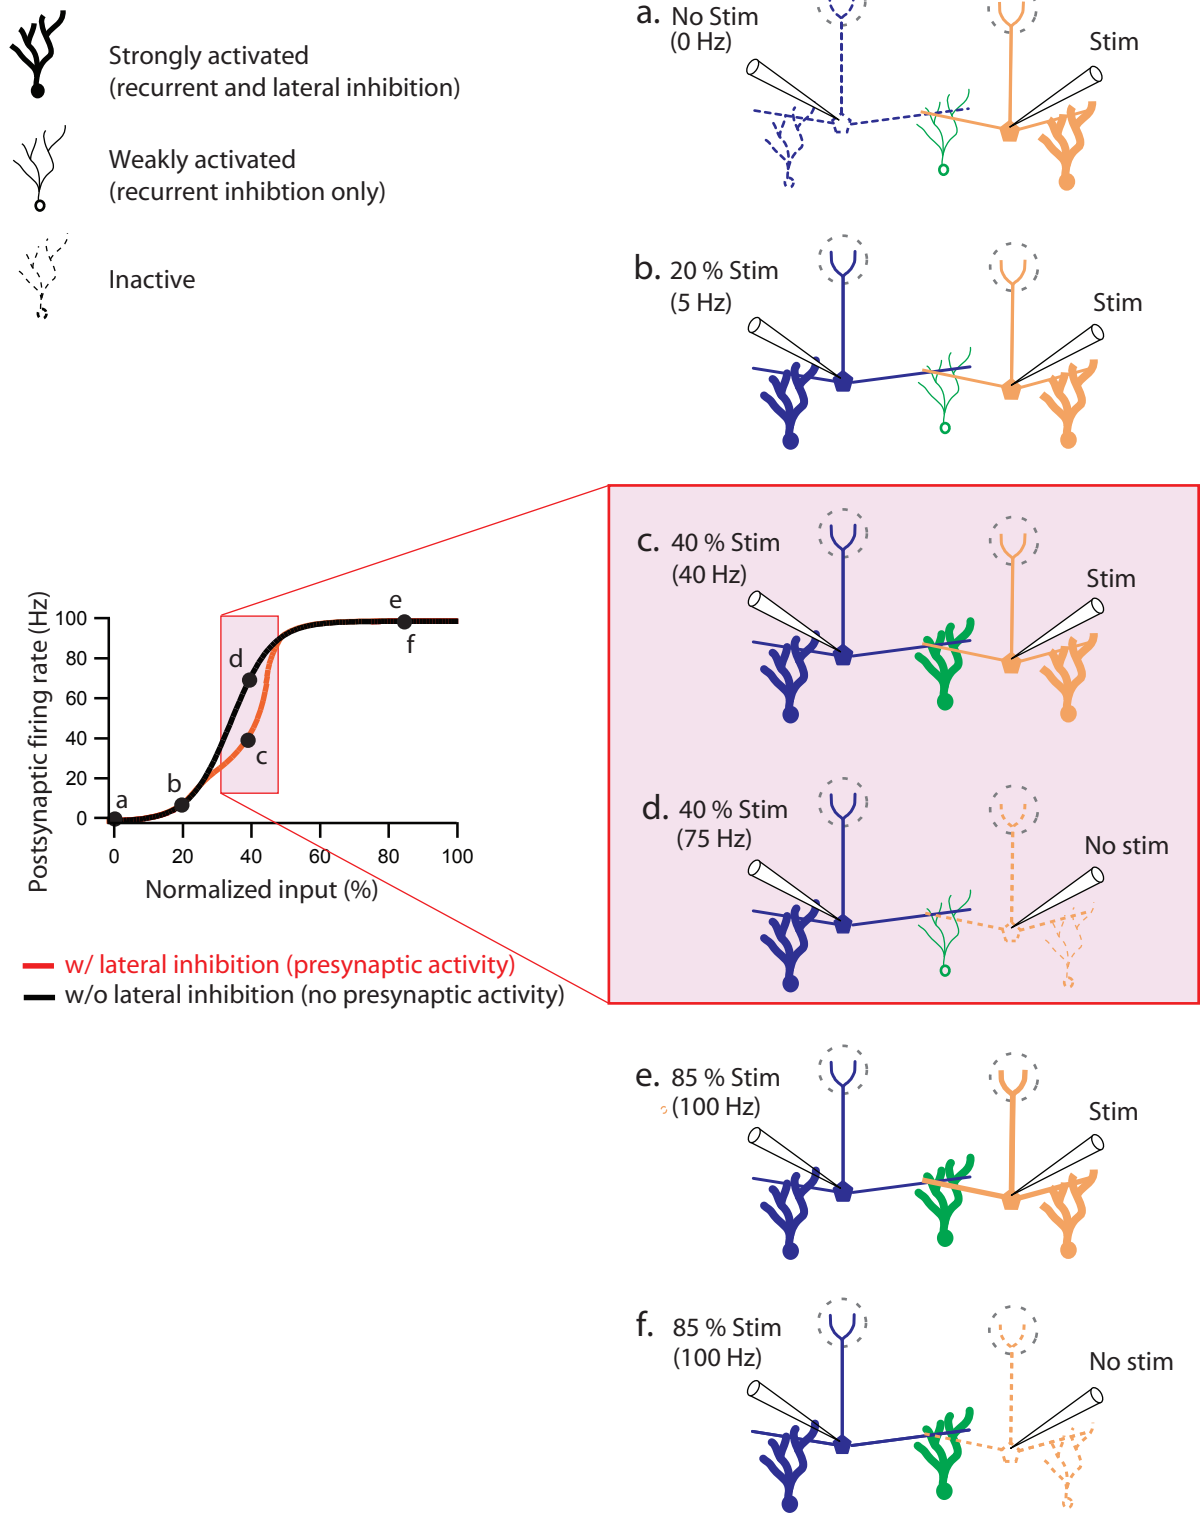 Strongly activated
(recurrent and lateral inhibition)
Weakly activated
(recurrent inhibtion only)
Inactive
a. No Stim
(0 Hz)
Stim
b. 20 % Stim
(5 Hz)
Stim
c. 40 % Stim
(40 Hz)
Stim
d. 40 % Stim
(75 Hz)
No stim
e. 85 % Stim
(100 Hz)
Stim
f. 85 % Stim
(100 Hz)
No stim
Postsynaptic firing rate (Hz)
100
80
60
40
20
0
a
b
c
d
e
f
0 20 40 60 80 100
Normalized input (%)
w/ lateral inhibition (presynaptic activity)
w/o lateral inhibition (no presynaptic activity)